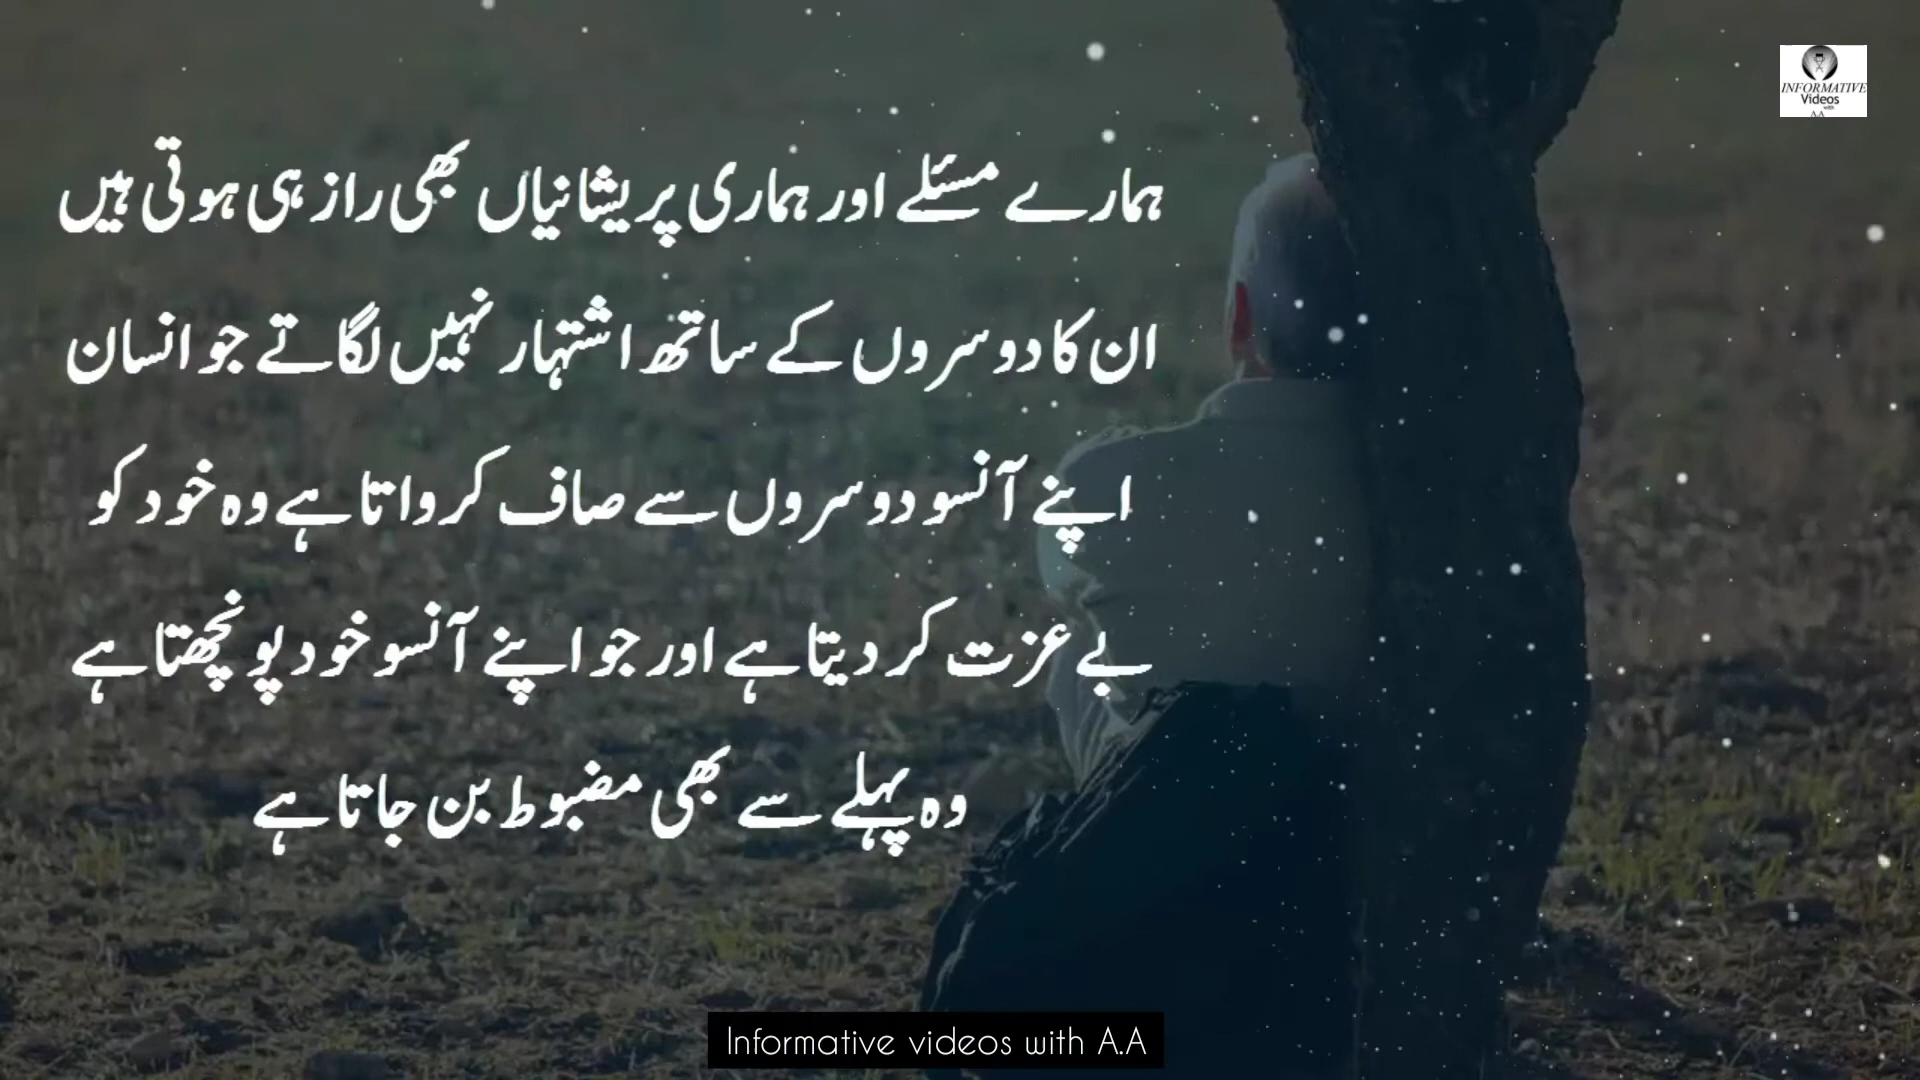 INFORMATIVE
Videos
with
A.A
ہمارے مسئلے اور ہماری پریشانیاں بھی راز ہی ہوتی ہیں
ان کا دوسروں کے ساتھ اشتہار نہیں لگاتے جو انسان
اپنے آنسو دوسروں سے صاف کرواتا ہے وہ خود کو
بے عزت کر دیتا ہے اور جو اپنے آنسو خود پونچھتا ہے
وہ پہلے سے بھی مضبوط بن جاتا ہے
Informative videos with A.A